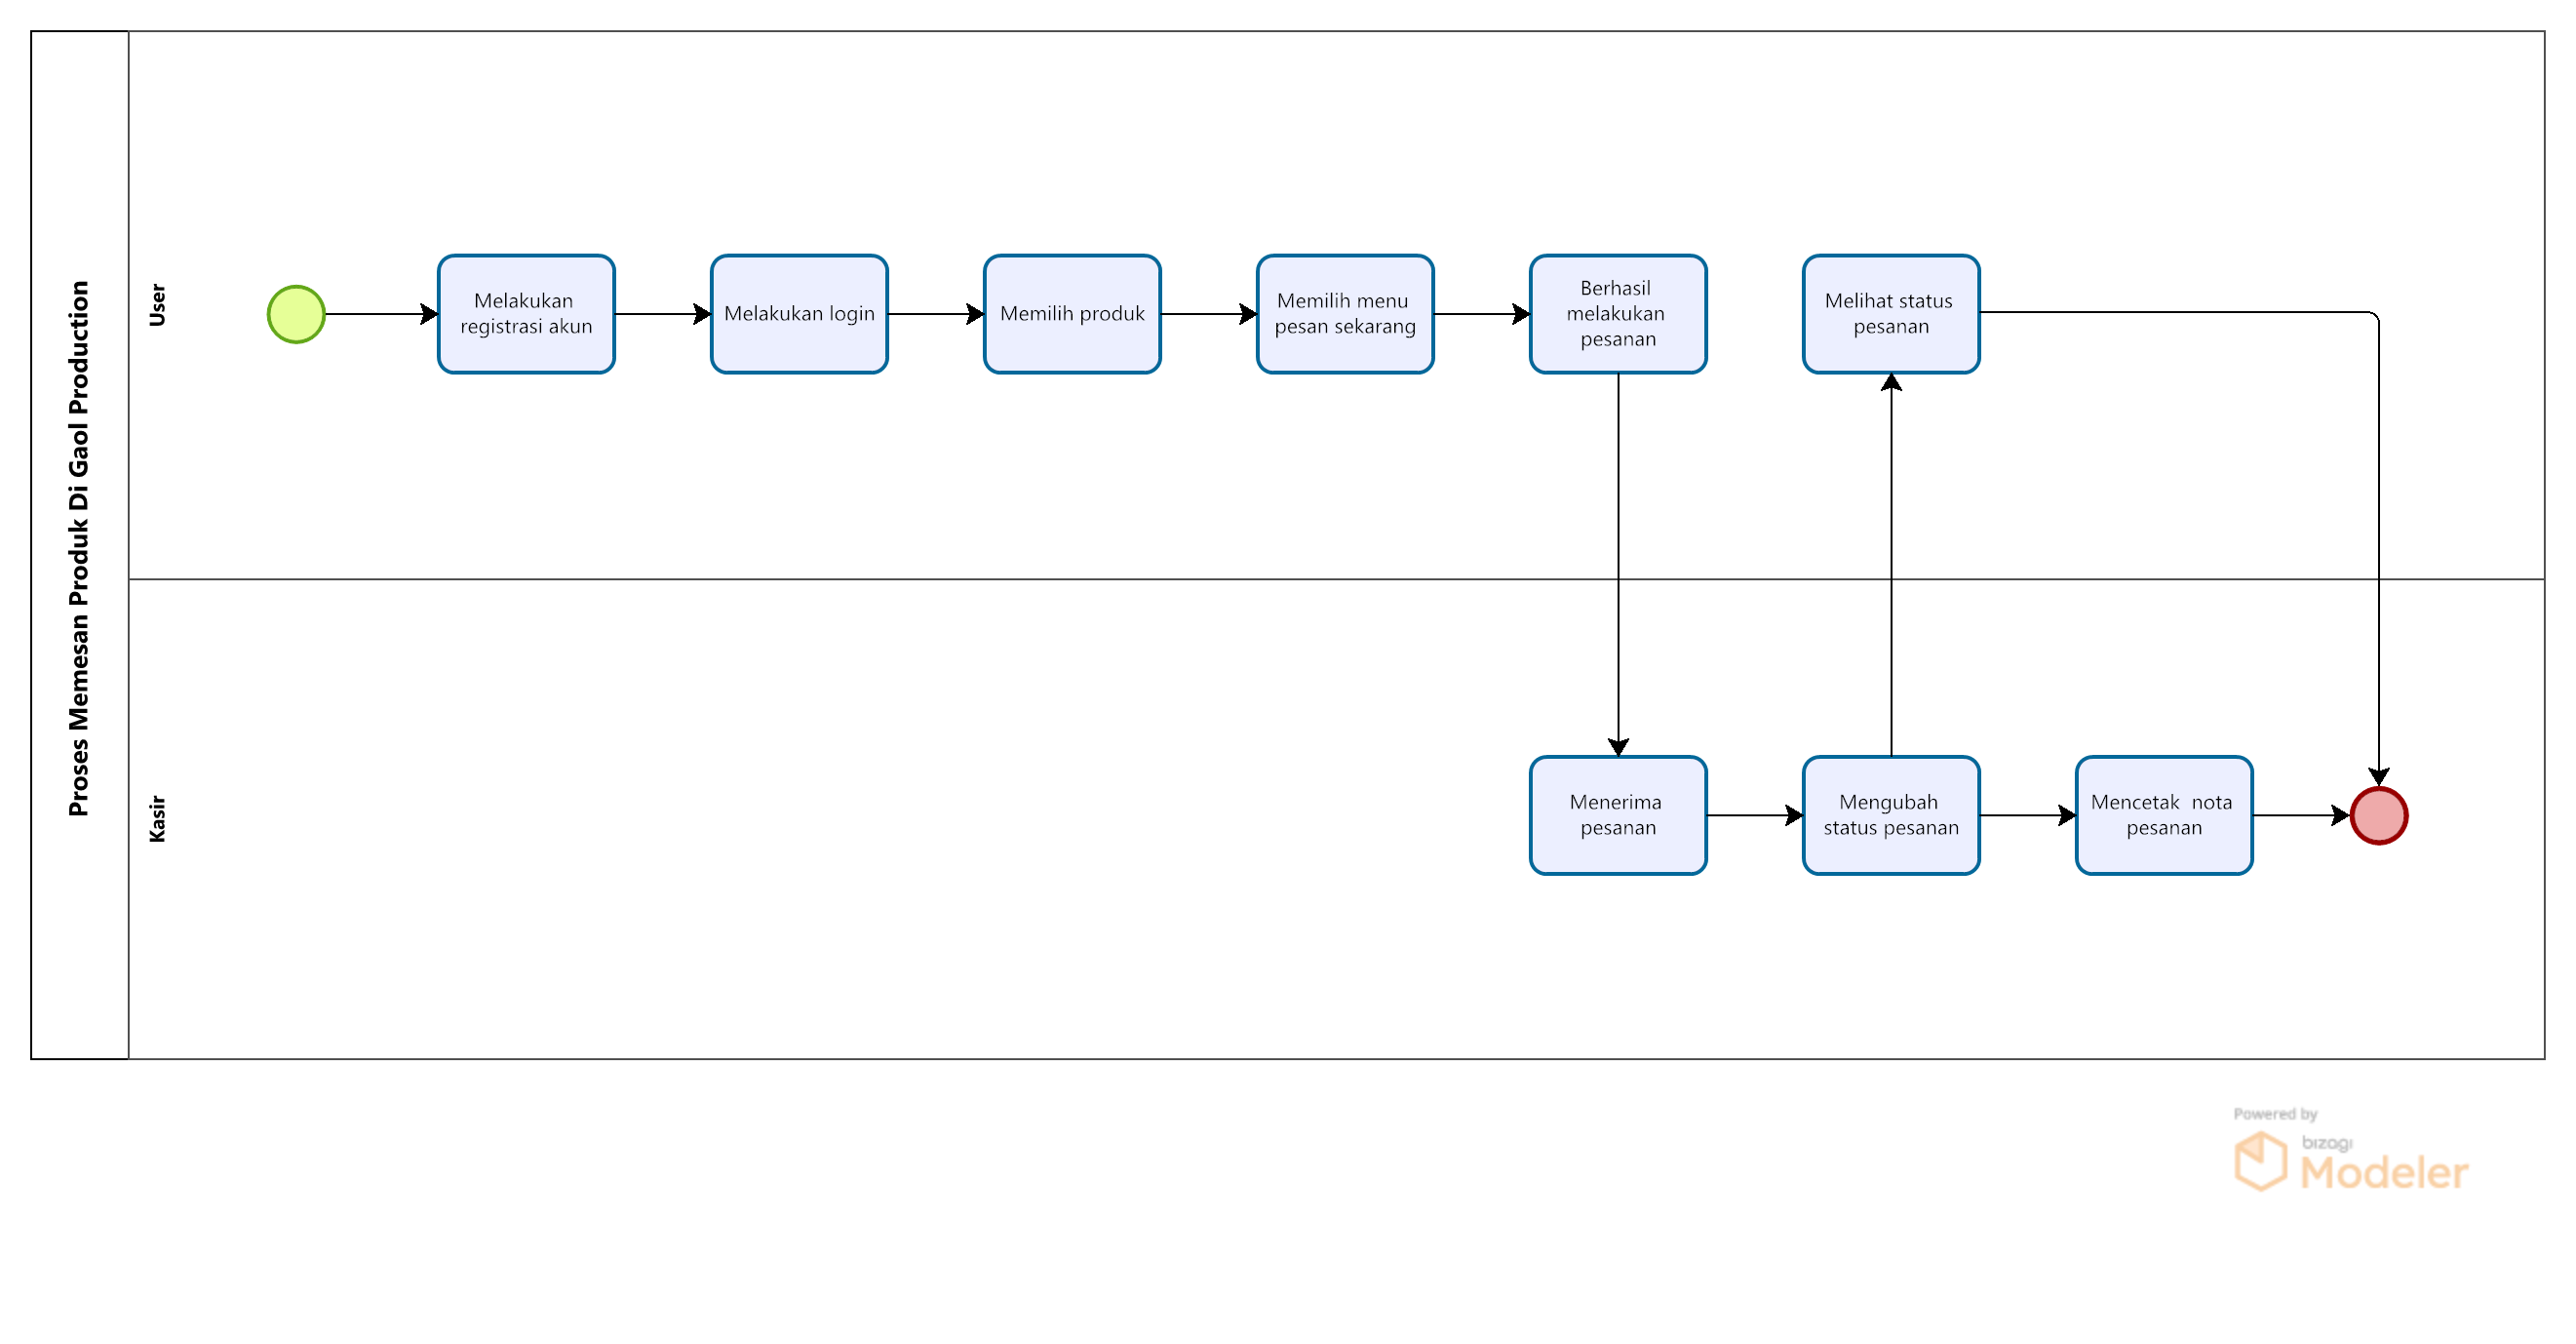 Proses Memesan Produk Di Gaol Production
User
Melakukan
registrasi akun
Melakukan login
Memilih produk
Memilih menu
pesan sekarang
Berhasil
melakukan
pesanan
Melihat status
pesanan
Kasir
Menerima
pesanan
Mengubah
status pesanan
Mencetak  nota
pesanan
Powered by
bizagi
Modeler